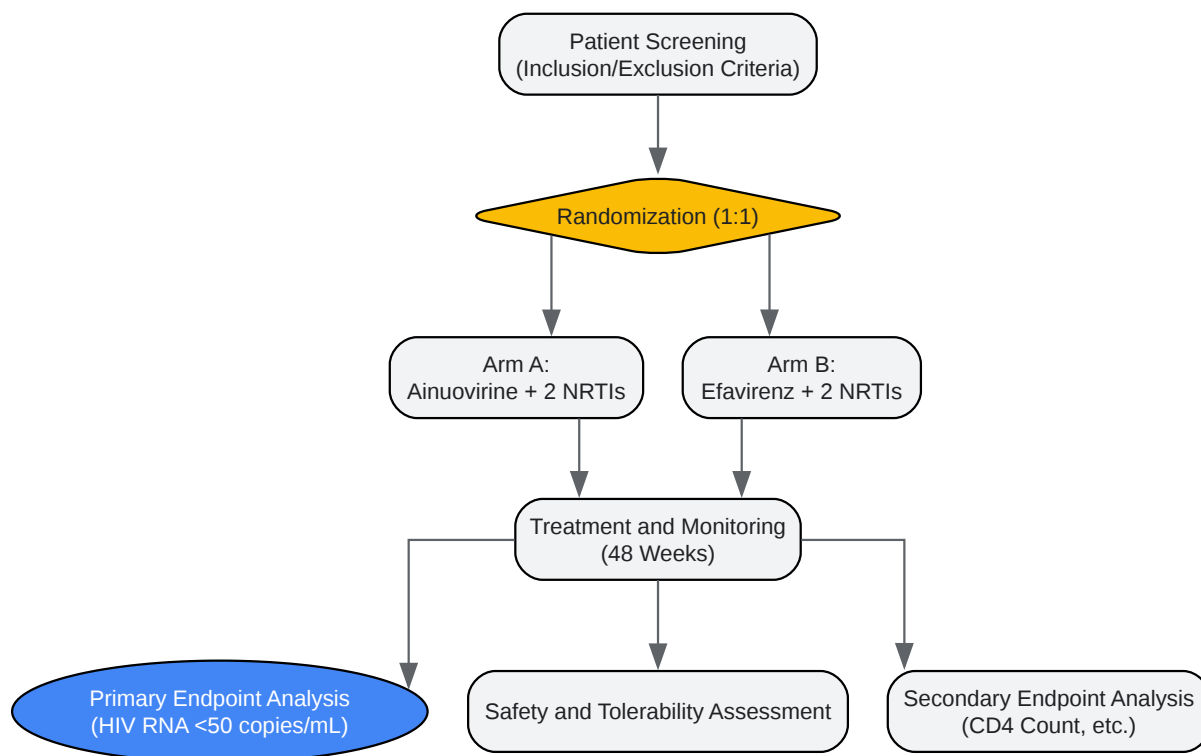 Patient Screening
(Inclusion/Exclusion Criteria)
Randomization (1:1)
Arm A:
Ainuovirine + 2 NRTIs
Arm B:
Efavirenz + 2 NRTIs
Treatment and Monitoring
(48 Weeks)
Primary Endpoint Analysis
(HIV RNA <50 copies/mL)
Safety and Tolerability Assessment
Secondary Endpoint Analysis
(CD4 Count, etc.)